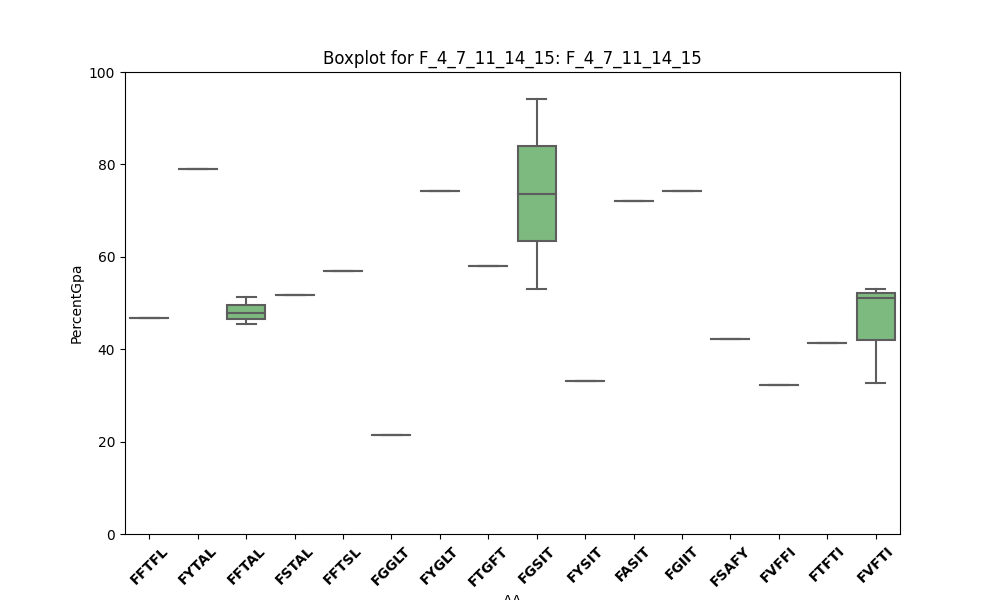 Boxplot for F_4_7_11_14_15: F_4_7_11_14_15
100
80
60
40
20
0
PercentGpa
FFTFL FYTAL FFTAL FSTAL FFTSL FGGLT FYGLT FTGFT FGSIT FYSIT FASIT FGIIT FSAFY FVFFI FTFTI FVFTI
AA